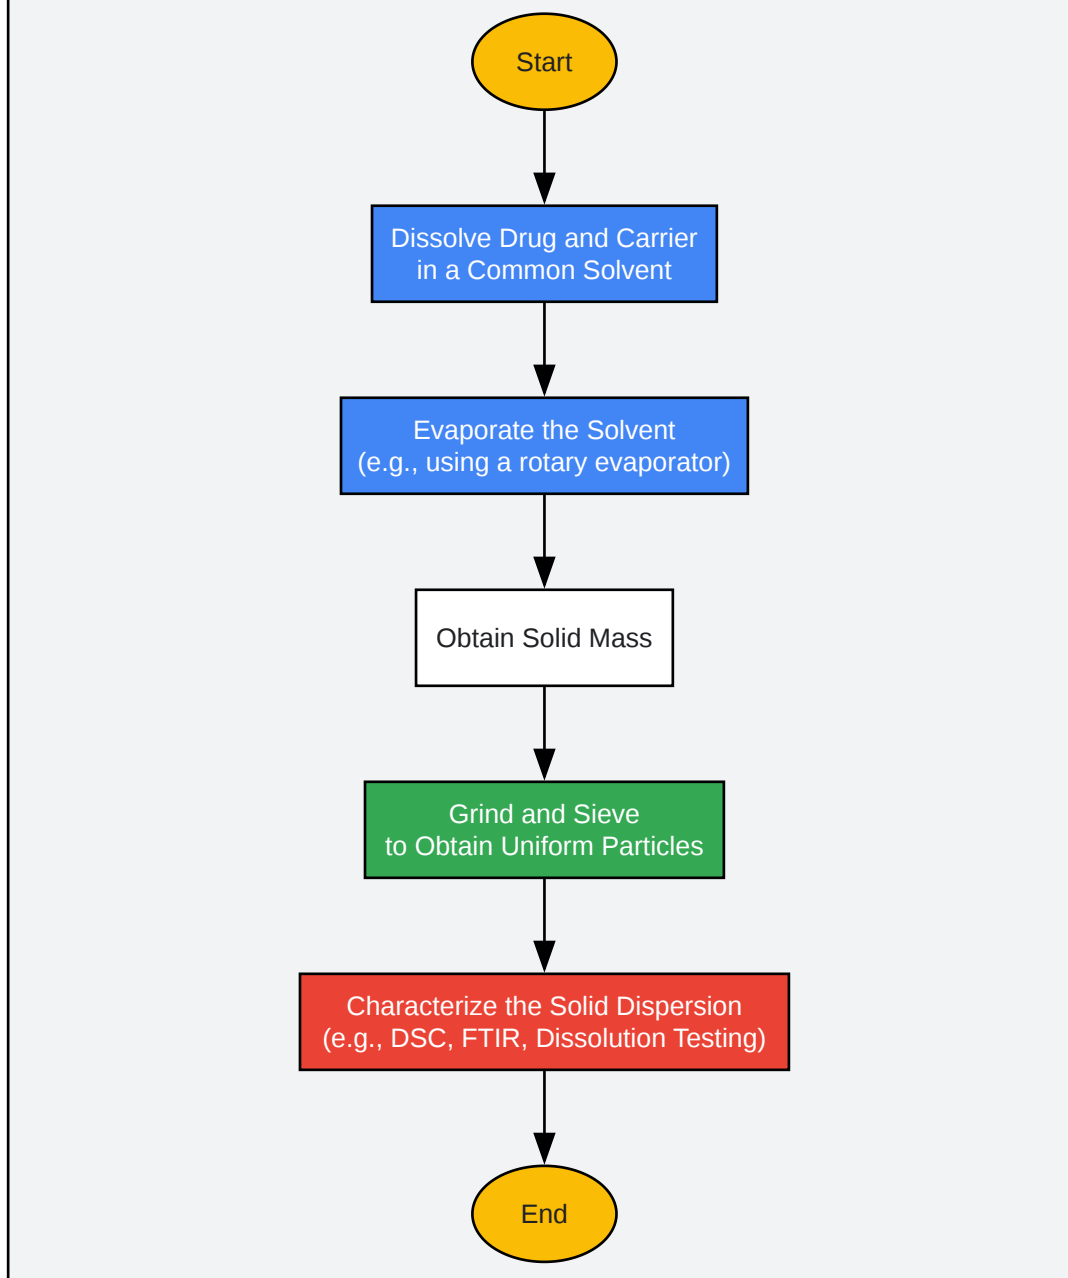 Start
Dissolve Drug and Carrier
in a Common Solvent
Evaporate the Solvent
(e.g., using a rotary evaporator)
Obtain Solid Mass
Grind and Sieve
to Obtain Uniform Particles
Characterize the Solid Dispersion
(e.g., DSC, FTIR, Dissolution Testing)
End